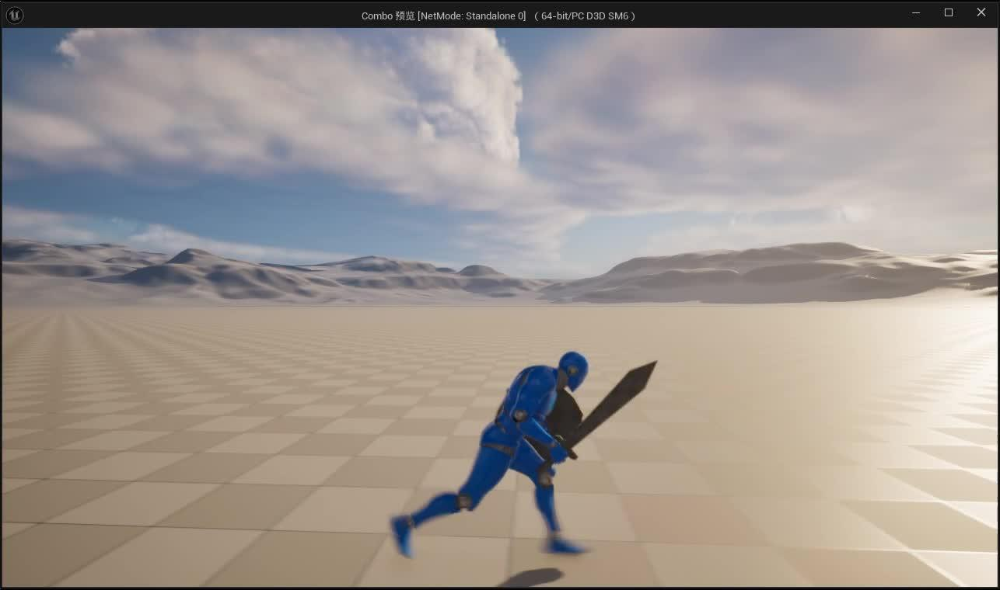 Combo 预览 [NetMode: Standalone 0] （ 64-bit/PC D3D SM6 ）